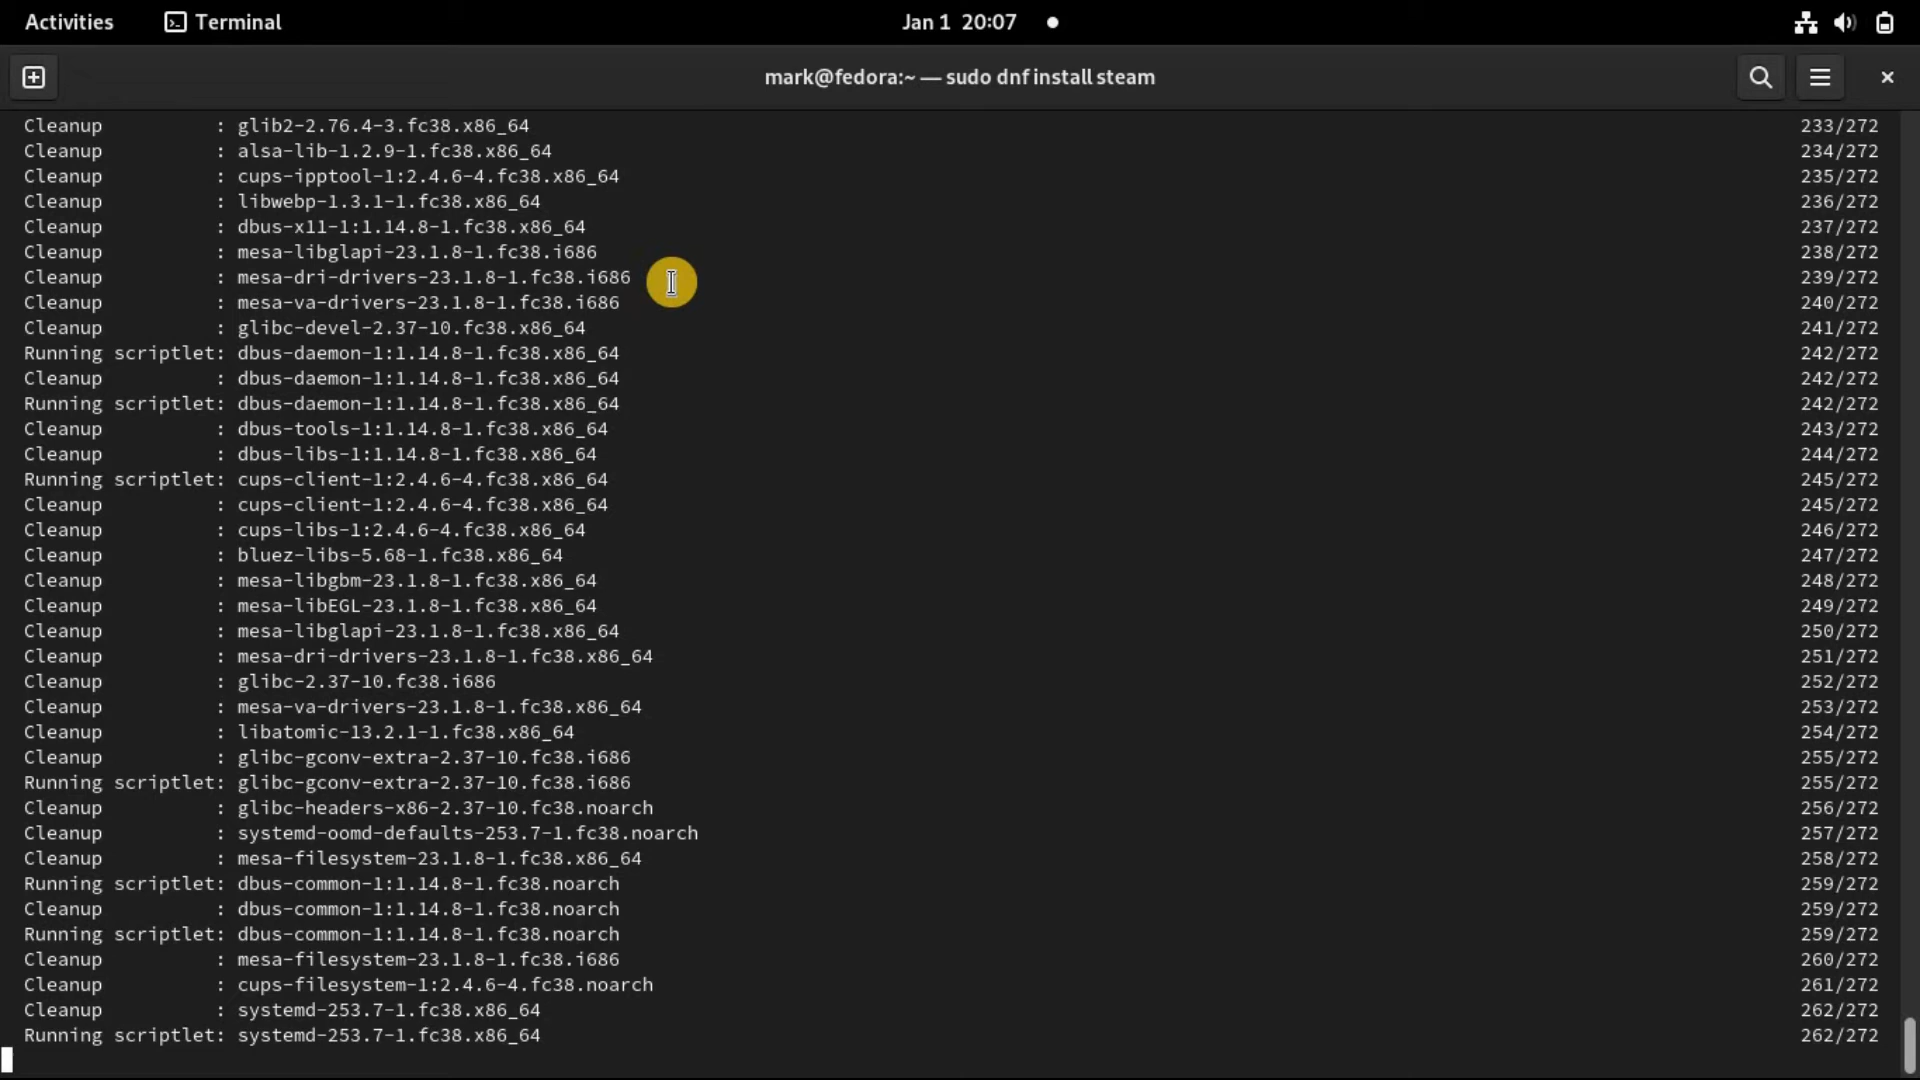 Activities Terminal Jan 1 20:07
mark@fedora:~ — sudo dnf install steam
Cleanup : glib2-2.76.4-3.fc38.x86_64 233/272
Cleanup : alsa-lib-1.2.9-1.fc38.x86_64 234/272
Cleanup : cups-ipptool-1:2.4.6-4.fc38.x86_64 235/272
Cleanup : libwebp-1.3.1-1.fc38.x86_64 236/272
Cleanup : dbus-x11-1:1.14.8-1.fc38.x86_64 237/272
Cleanup : mesa-libglapi-23.1.8-1.fc38.i686 238/272
Cleanup : mesa-dri-drivers-23.1.8-1.fc38.i686 239/272
Cleanup : mesa-va-drivers-23.1.8-1.fc38.i686 240/272
Cleanup : glibc-devel-2.37-10.fc38.x86_64 241/272
Running scriptlet: dbus-daemon-1:1.14.8-1.fc38.x86_64 242/272
Cleanup : dbus-daemon-1:1.14.8-1.fc38.x86_64 242/272
Running scriptlet: dbus-daemon-1:1.14.8-1.fc38.x86_64 242/272
Cleanup : dbus-tools-1:1.14.8-1.fc38.x86_64 243/272
Cleanup : dbus-libs-1:1.14.8-1.fc38.x86_64 244/272
Running scriptlet: cups-client-1:2.4.6-4.fc38.x86_64 245/272
Cleanup : cups-client-1:2.4.6-4.fc38.x86_64 245/272
Cleanup : cups-libs-1:2.4.6-4.fc38.x86_64 246/272
Cleanup : bluez-libs-5.68-1.fc38.x86_64 247/272
Cleanup : mesa-libgbm-23.1.8-1.fc38.x86_64 248/272
Cleanup : mesa-libEGL-23.1.8-1.fc38.x86_64 249/272
Cleanup : mesa-libglapi-23.1.8-1.fc38.x86_64 250/272
Cleanup : mesa-dri-drivers-23.1.8-1.fc38.x86_64 251/272
Cleanup : glibc-2.37-10.fc38.i686 252/272
Cleanup : mesa-va-drivers-23.1.8-1.fc38.x86_64 253/272
Cleanup : libatomic-13.2.1-1.fc38.x86_64 254/272
Cleanup : glibc-gconv-extra-2.37-10.fc38.i686 255/272
Running scriptlet: glibc-gconv-extra-2.37-10.fc38.i686 255/272
Cleanup : glibc-headers-x86-2.37-10.fc38.noarch 256/272
Cleanup : systemd-oomd-defaults-253.7-1.fc38.noarch 257/272
Cleanup : mesa-filesystem-23.1.8-1.fc38.x86_64 258/272
Running scriptlet: dbus-common-1:1.14.8-1.fc38.noarch 259/272
Cleanup : dbus-common-1:1.14.8-1.fc38.noarch 259/272
Running scriptlet: dbus-common-1:1.14.8-1.fc38.noarch 259/272
Cleanup : mesa-filesystem-23.1.8-1.fc38.i686 260/272
Cleanup : cups-filesystem-1:2.4.6-4.fc38.noarch 261/272
Cleanup : systemd-253.7-1.fc38.x86_64 262/272
Running scriptlet: systemd-253.7-1.fc38.x86_64 262/272